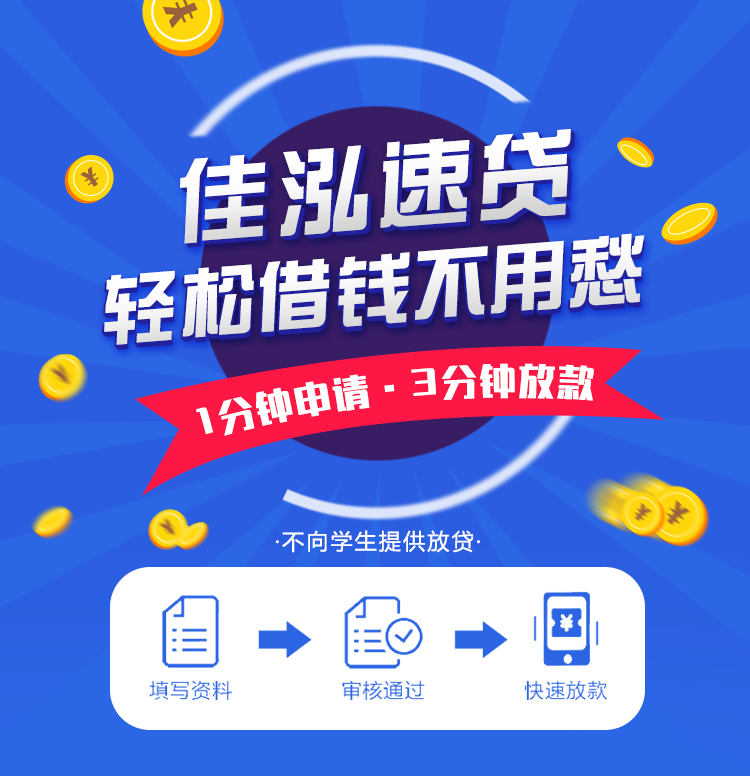 佳泓速贷
轻松借钱不用愁
1分钟申请·3分钟放款
·不向学生提供放贷·
填写资料
审核通过
快速放款